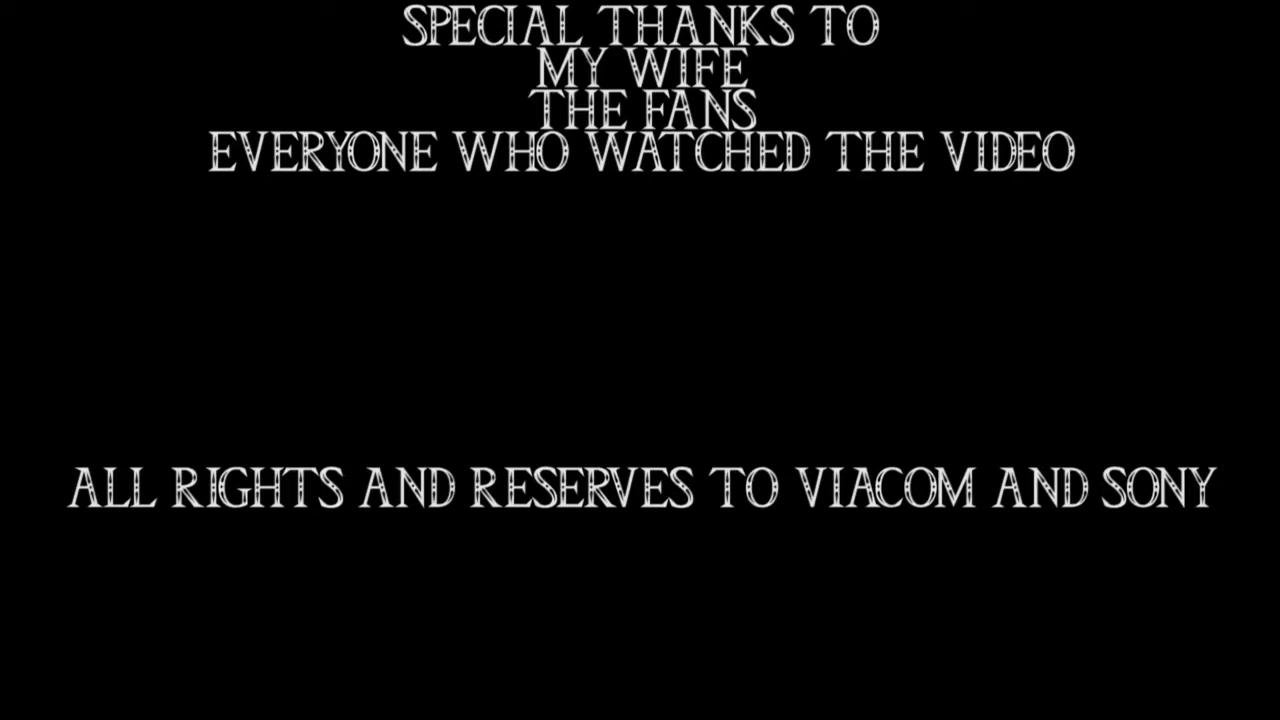 SPECIAL THANKS TO
MY WIFE
THE FANS
EVERYONE WHO WATCHED THE VIDEO
ALL RIGHTS AND RESERVES TO VIACOM AND SONY